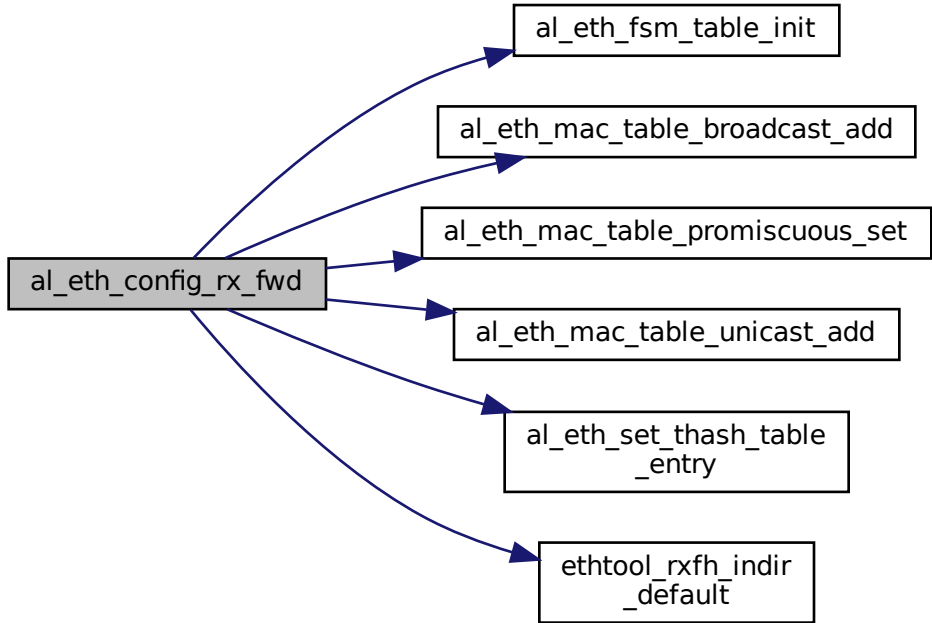 al_eth_fsm_table_init
al_eth_mac_table_broadcast_add
al_eth_mac_table_promiscuous_set
al_eth_config_rx_fwd
al_eth_mac_table_unicast_add
al_eth_set_thash_table
_entry
ethtool_rxfh_indir
_default